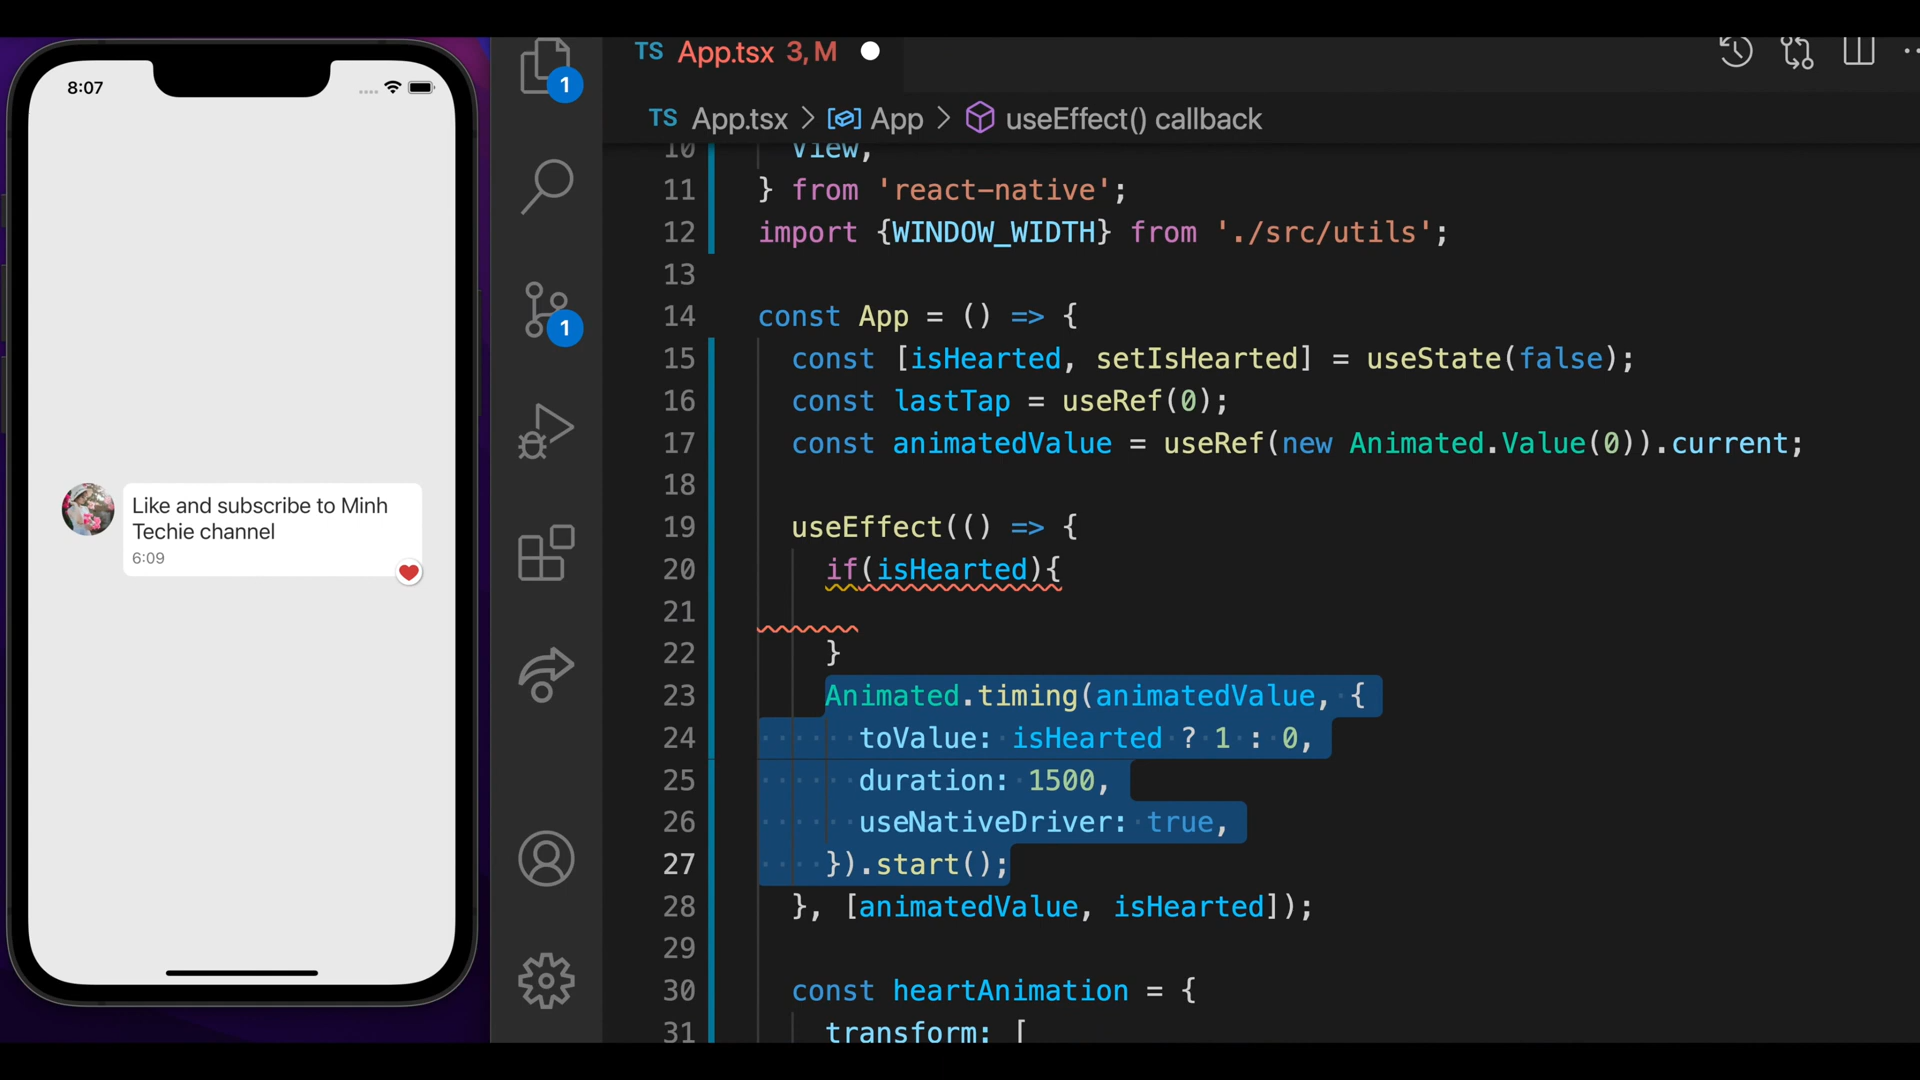 8:07
Like and subscribe to Minh
Techie channel
6:09
1
1
TS App.tsx 3, M
TS App.tsx > App > useEffect() callback
10 View,
11 } from 'react-native';
12 import {WINDOW_WIDTH} from './src/utils';
13
14 const App = () => {
15 const [isHearted, setIsHearted] = useState(false);
16 const lastTap = useRef(0);
17 const animatedValue = useRef(new Animated.Value(0)).current;
18
19 useEffect(() => {
20 if(isHearted){
21
22 }
23 Animated.timing(animatedValue, {
24 toValue: isHearted ? 1 : 0,
25 duration: 1500,
26 useNativeDriver: true,
27 }).start();
28 }, [animatedValue, isHearted]);
29
30 const heartAnimation = {
31 transform: [